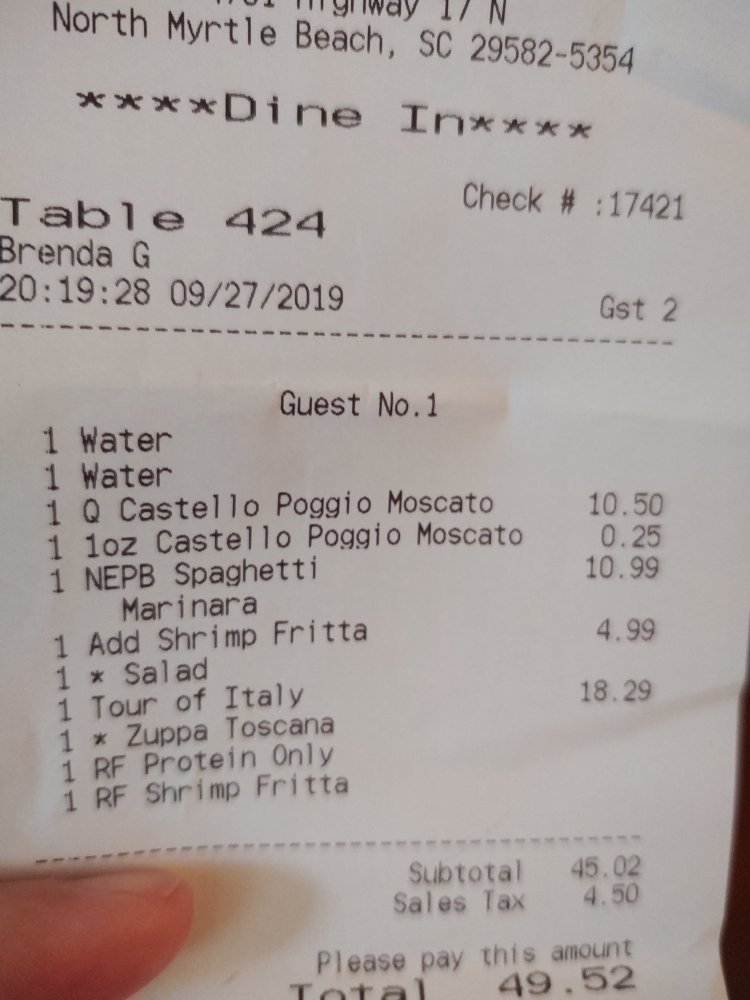 Highway 17 N
North Myrtle Beach, SC 29582-5354
****Dine In****
Check # :17421
Table 424
Brenda G
20:19:28 09/27/2019
Gst 2
Guest No.1
1 Water
1 Water
1 Q Castello Poggio Moscato 10.50
1 1oz Castello Poggio Moscato 0.25
1 NEPB Spaghetti 10.99
Marinara
1 Add Shrimp Fritta 4.99
1 * Salad
1 Tour of Italy 18.29
1 * Zuppa Toscana
1 RF Protein Only
1 RF Shrimp Fritta
Subtotal 45.02
Sales Tax 4.50
Please pay this amount
Total 49.52